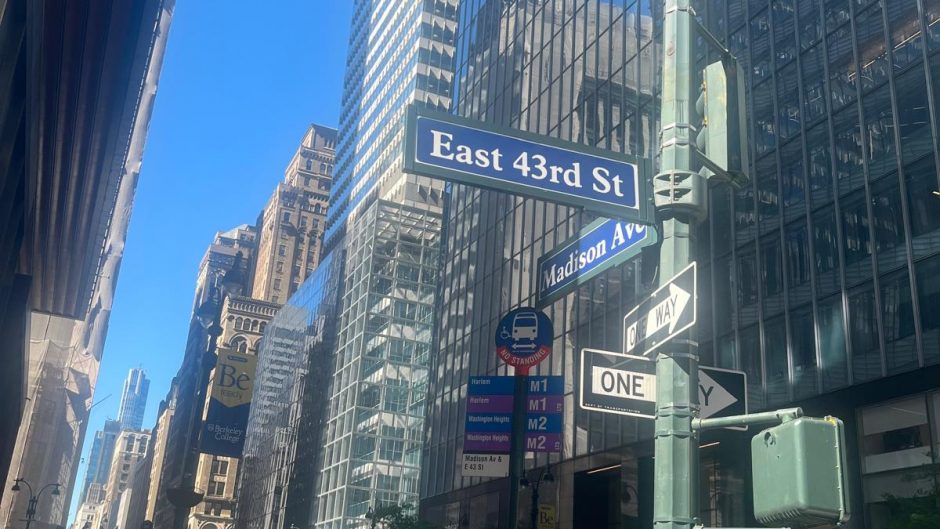 East 43rd St
Madison Ave
NO STANDING
ONE WAY
ONE WAY
Harlem M1
Harlem M1
Washington Heights M2
Washington Heights M2
Madison Av &
E 43 St
Be
Berkeley
College